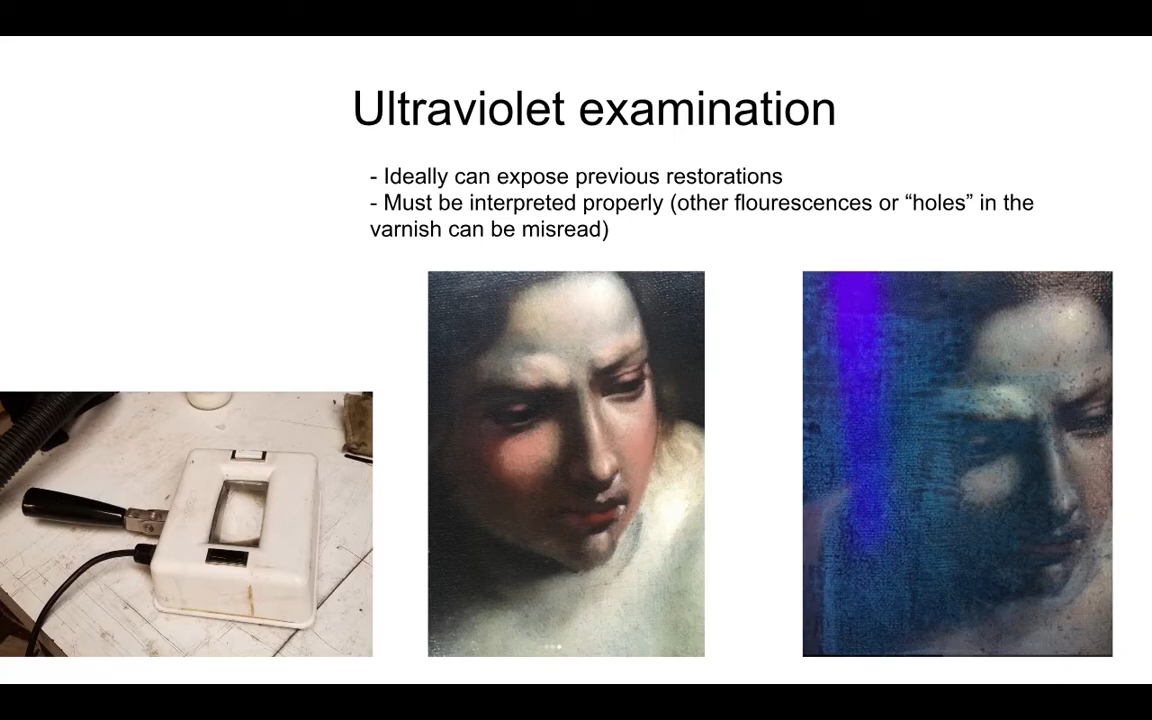 Ultraviolet examination
- Ideally can expose previous restorations
- Must be interpreted properly (other flourescences or “holes” in the
varnish can be misread)